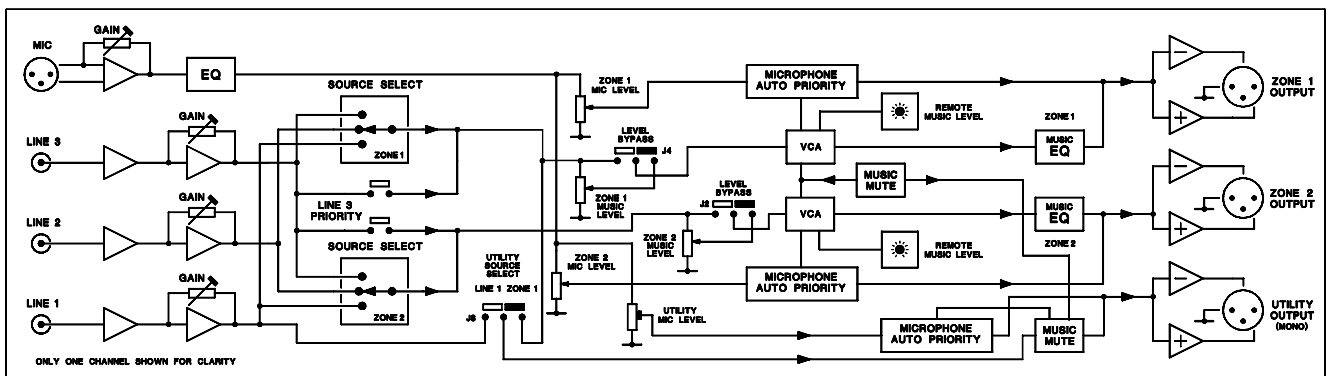 MIC
GAIN
EQ
LINE 3
GAIN
LINE 2
GAIN
LINE 1
GAIN
ONLY ONE CHANNEL SHOWN FOR CLARITY
SOURCE SELECT
ZONE 1
LINE 3
PRIORITY
SOURCE SELECT
ZONE 2
UTILITY
SOURCE
SELECT
LINE 1 ZONE 1
J6
ZONE 1
MIC LEVEL
LEVEL
BYPASS
J4
ZONE 1
MUSIC
LEVEL
LEVEL
BYPASS
J2
ZONE 2
MUSIC
LEVEL
ZONE 2
MIC LEVEL
UTILITY
MIC LEVEL
MICROPHONE
AUTO PRIORITY
REMOTE
MUSIC LEVEL
VCA
MUSIC
MUTE
VCA
REMOTE
MUSIC LEVEL
MICROPHONE
AUTO PRIORITY
MICROPHONE
AUTO PRIORITY
MUSIC
MUTE
ZONE 1
MUSIC
EQ
MUSIC
EQ
ZONE 2
ZONE 1
OUTPUT
ZONE 2
OUTPUT
UTILITY
OUTPUT
(MONO)